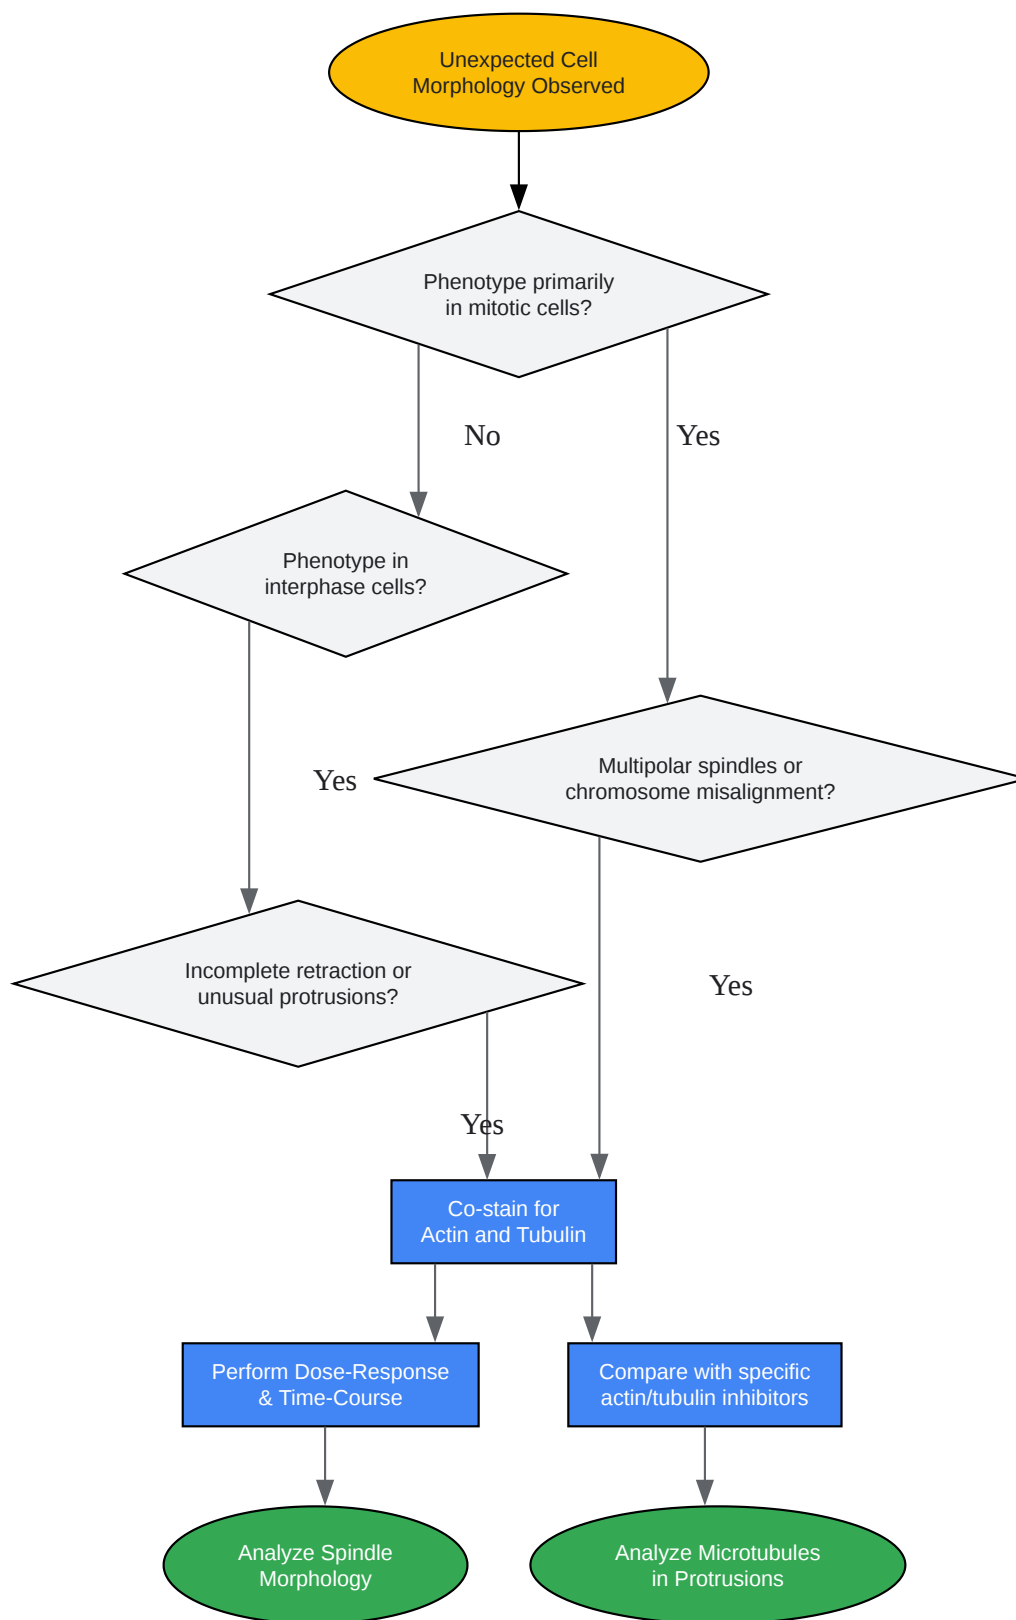 Unexpected Cell
Morphology Observed
Phenotype primarily
in mitotic cells?
No
Yes
Phenotype in
interphase cells?
Yes
Multipolar spindles or
chromosome misalignment?
Incomplete retraction or
unusual protrusions?
Yes
Yes
Co-stain for
Actin and Tubulin
Perform Dose-Response
& Time-Course
Compare with specific
actin/tubulin inhibitors
Analyze Spindle
Morphology
Analyze Microtubules
in Protrusions